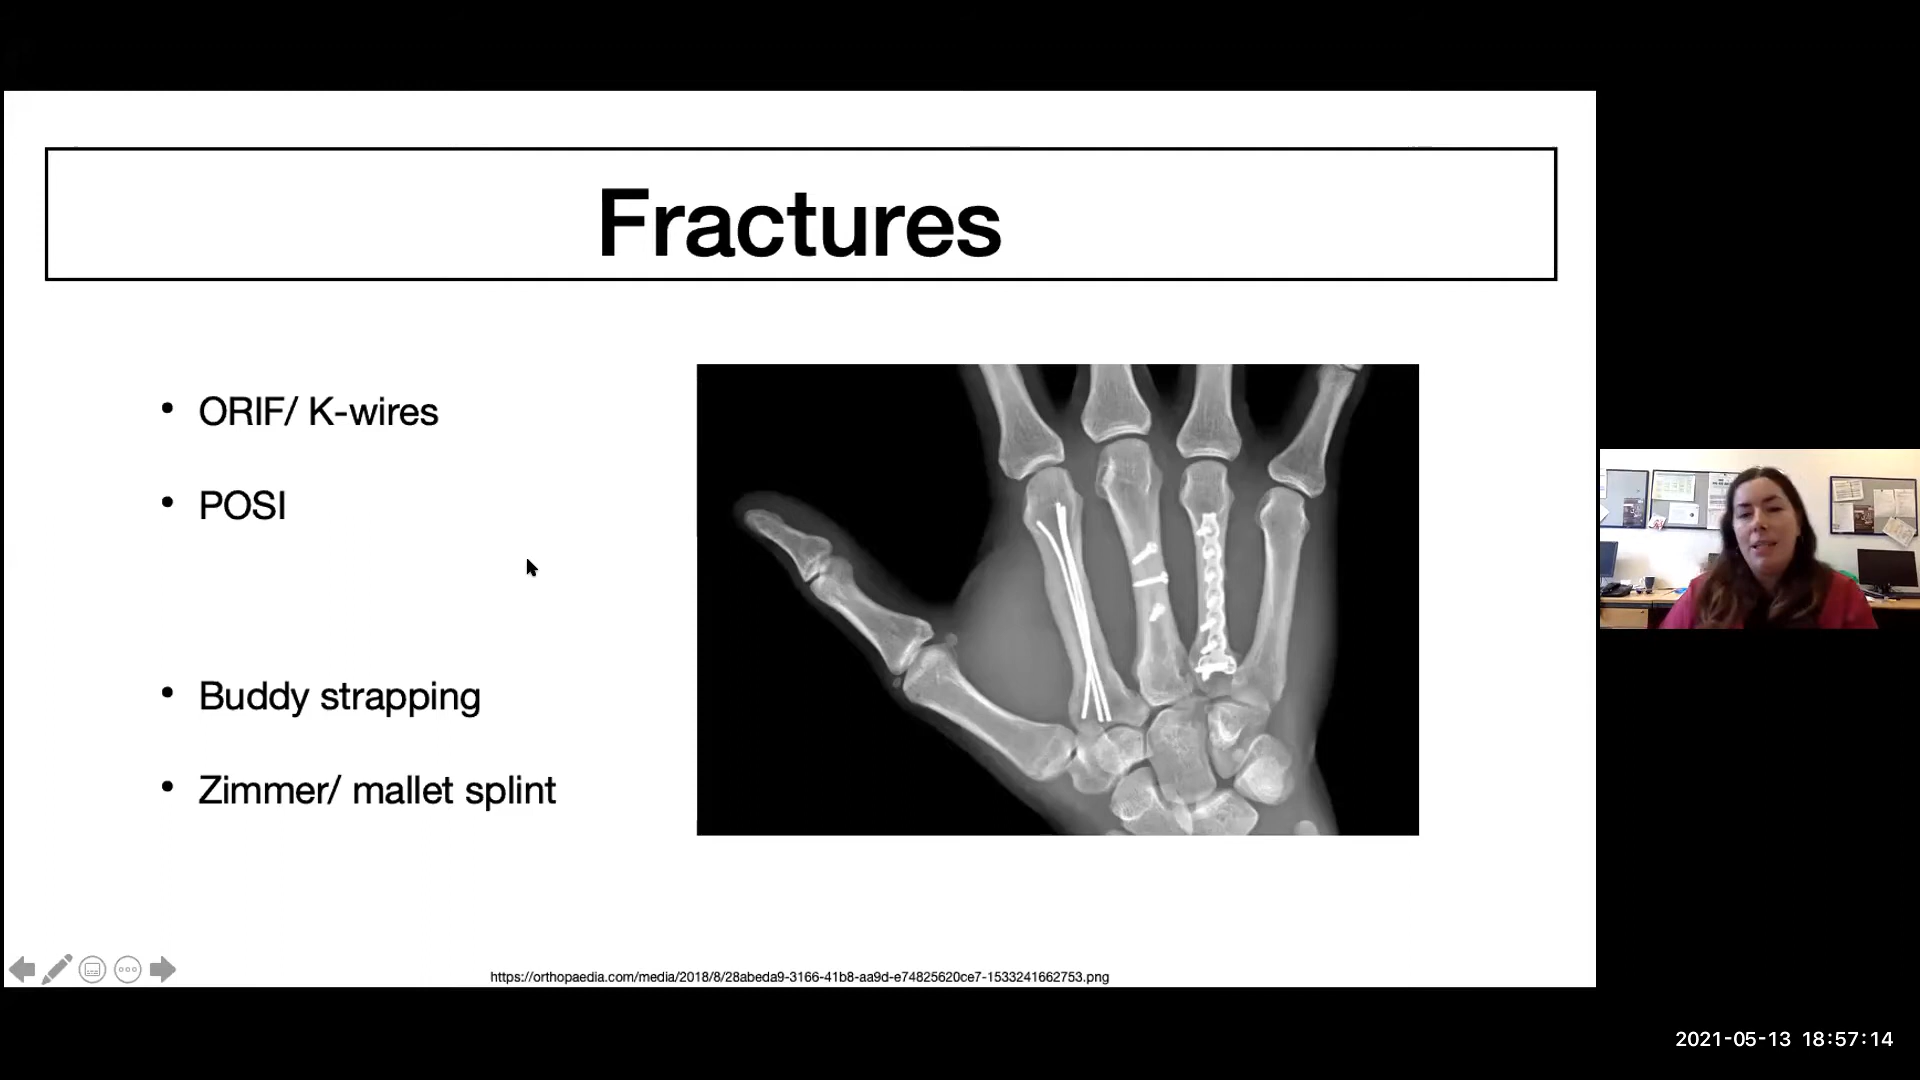 Fractures
• ORIF/ K-wires
• POSI
• Buddy strapping
• Zimmer/ mallet splint
https://orthopaedia.com/media/2018/8/28abeda9-3166-41b8-aa9d-e74825620ce7-1533241662753.png
2021-05-13 18:57:14